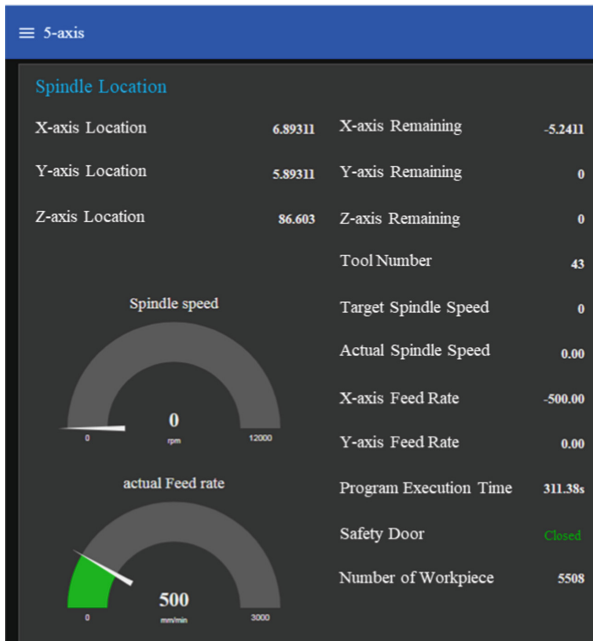 5-axis
Spindle Location
X-axis Location 6.89311
Y-axis Location 5.89311
Z-axis Location 86.603
X-axis Remaining -5.2411
Y-axis Remaining 0
Z-axis Remaining 0
Tool Number 43
Target Spindle Speed 0
Actual Spindle Speed 0.00
X-axis Feed Rate -500.00
Y-axis Feed Rate 0.00
Program Execution Time 311.38s
Safety Door Closed
Number of Workpiece 5508
Spindle speed
0
0 rpm 12000
actual Feed rate
500
0 mm/min 3000